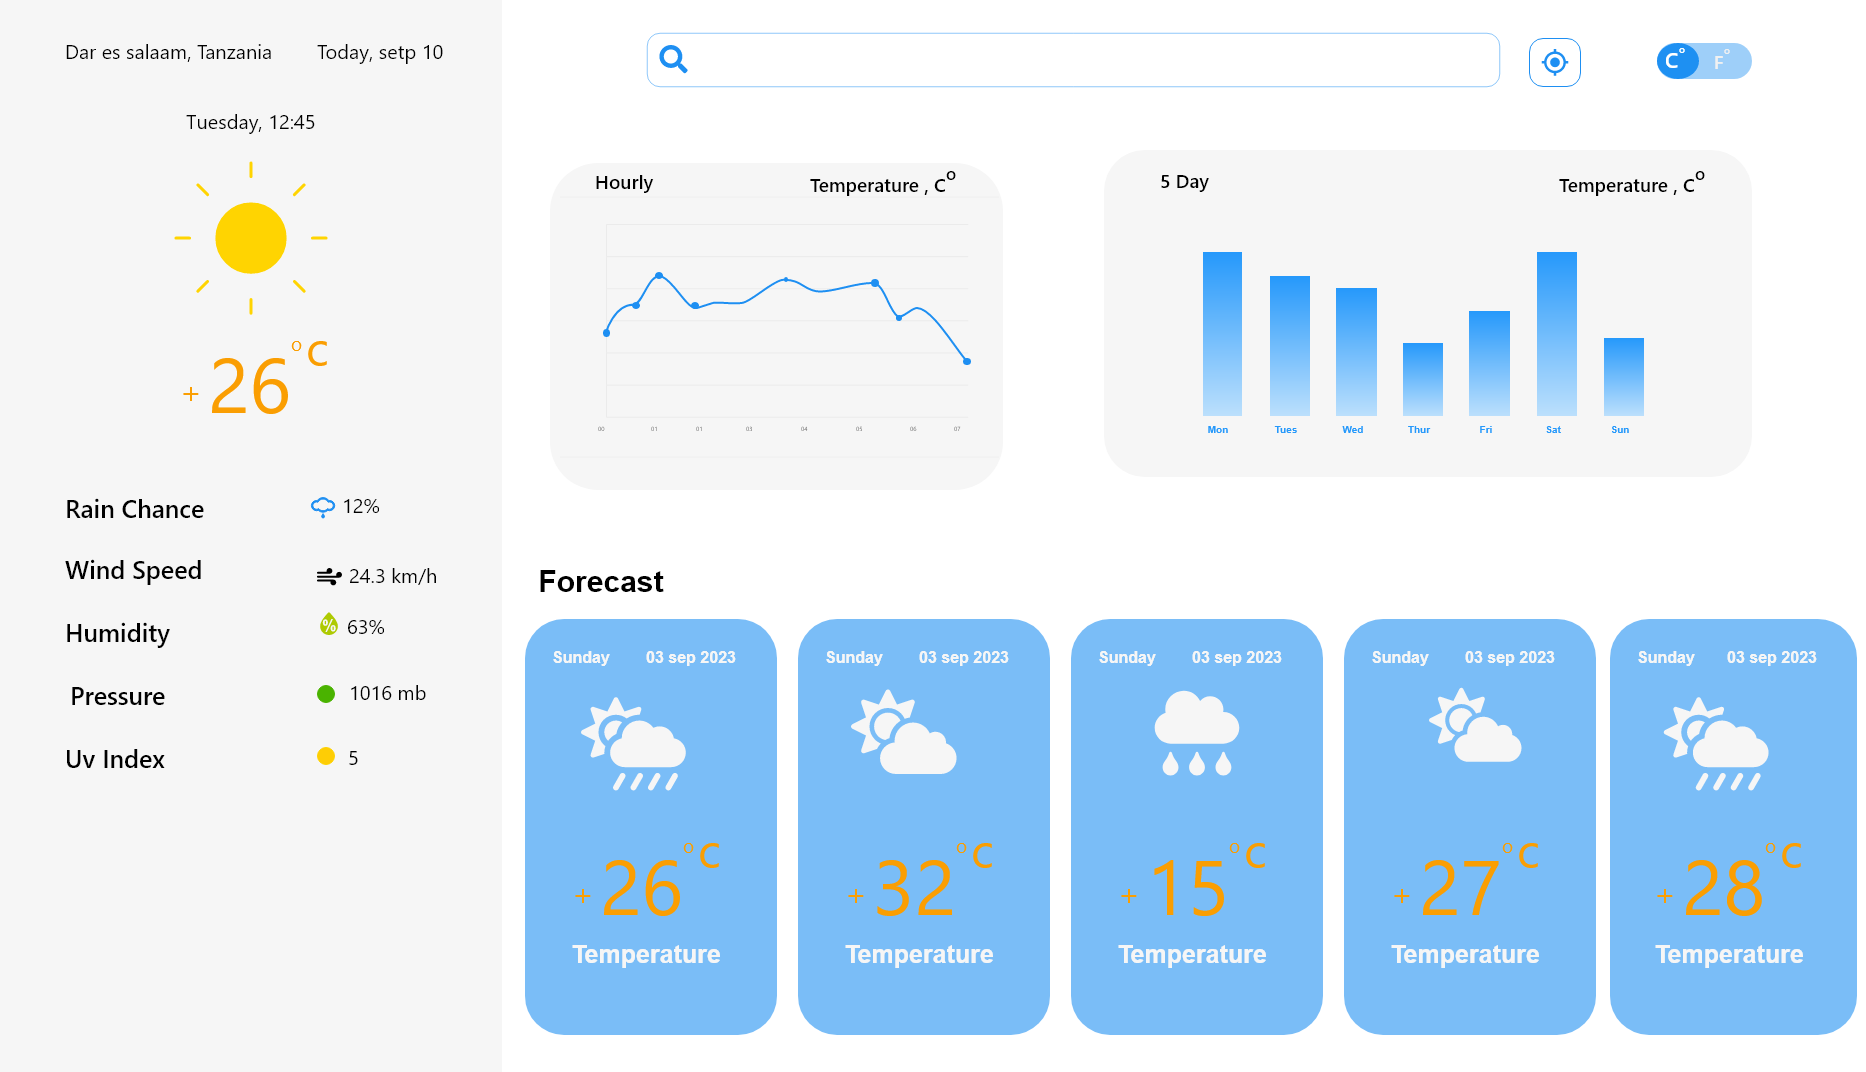 Dar es salaam, Tanzania Today, setp 10
Tuesday, 12:45
+ 26 °C
Rain Chance 12%
Wind Speed 24.3 km/h
Humidity % 63%
Pressure 1016 mb
Uv Index 5
C° F°
Hourly Temperature , C°
00 01 01 03 04 05 06 07
5 Day Temperature , C°
Mon Tues Wed Thur Fri Sat Sun
Forecast
Sunday 03 sep 2023
+ 26 °C
Temperature
Sunday 03 sep 2023
+ 32 °C
Temperature
Sunday 03 sep 2023
+ 15 °C
Temperature
Sunday 03 sep 2023
+ 27 °C
Temperature
Sunday 03 sep 2023
+ 28 °C
Temperature